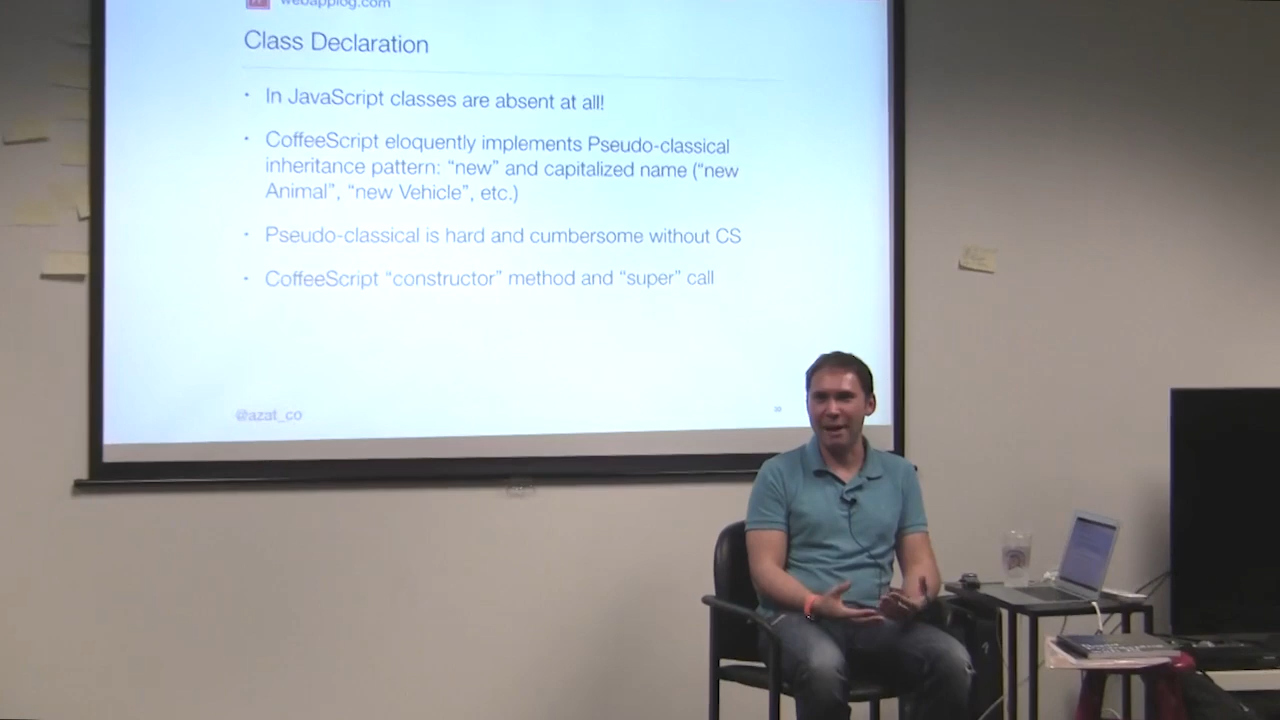 webapplog.com
Class Declaration
• In JavaScript classes are absent at all!
• CoffeeScript eloquently implements Pseudo-classical
inheritance pattern: “new” and capitalized name (“new
Animal”, “new Vehicle”, etc.)
• Pseudo-classical is hard and cumbersome without CS
• CoffeeScript “constructor” method and “super” call
@azat_co